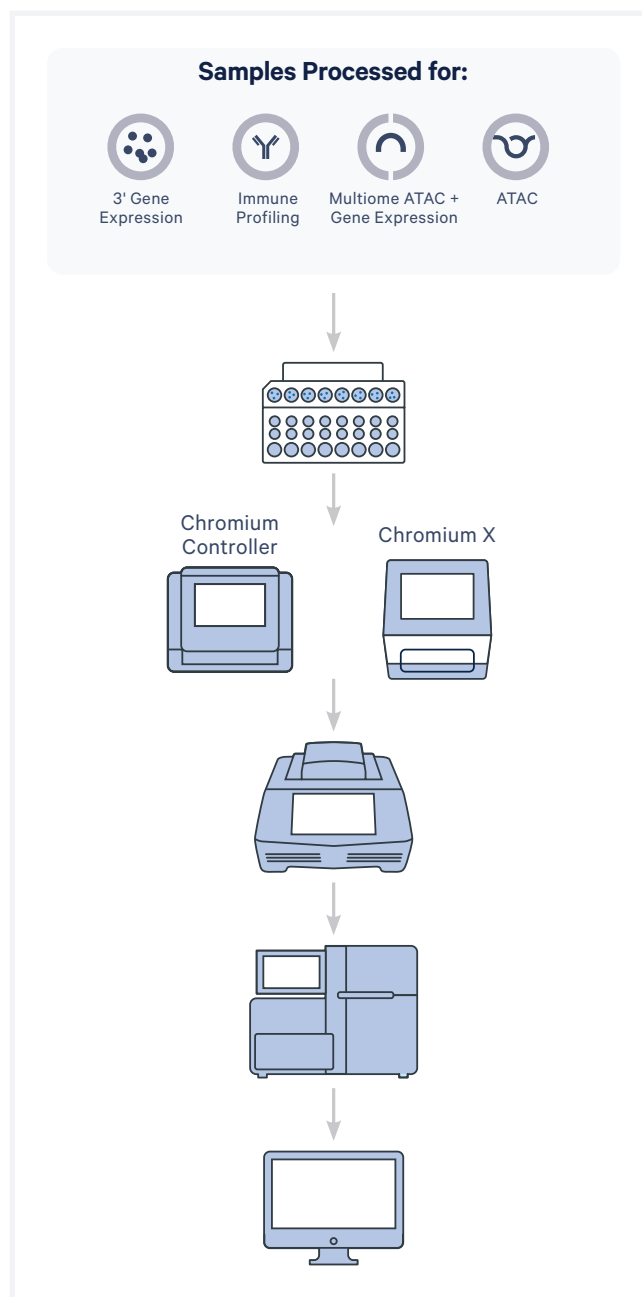 Samples Processed for:
3' Gene
Expression
Immune
Profiling
Multiome ATAC +
Gene Expression
ATAC
Chromium
Controller
Chromium X